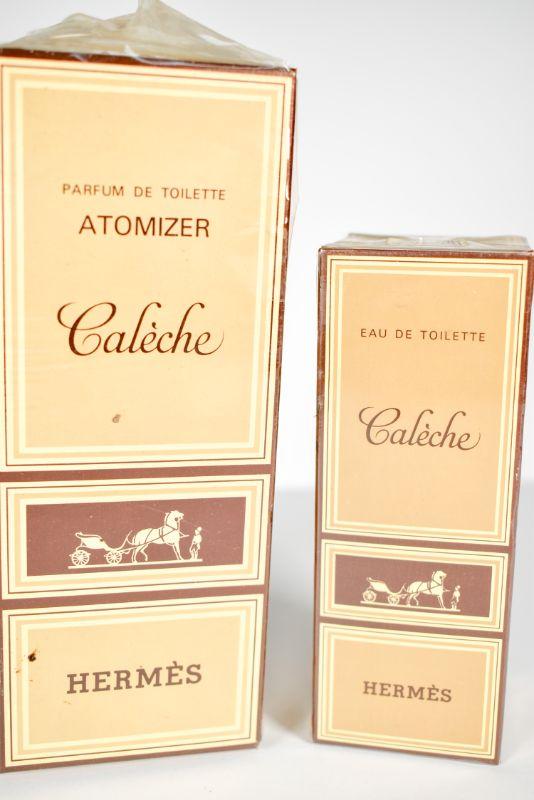 PARFUM DE TOILETTE
ATOMIZER
Calèche
HERMÈS
EAU DE TOILETTE
Calèche
HERMÈS